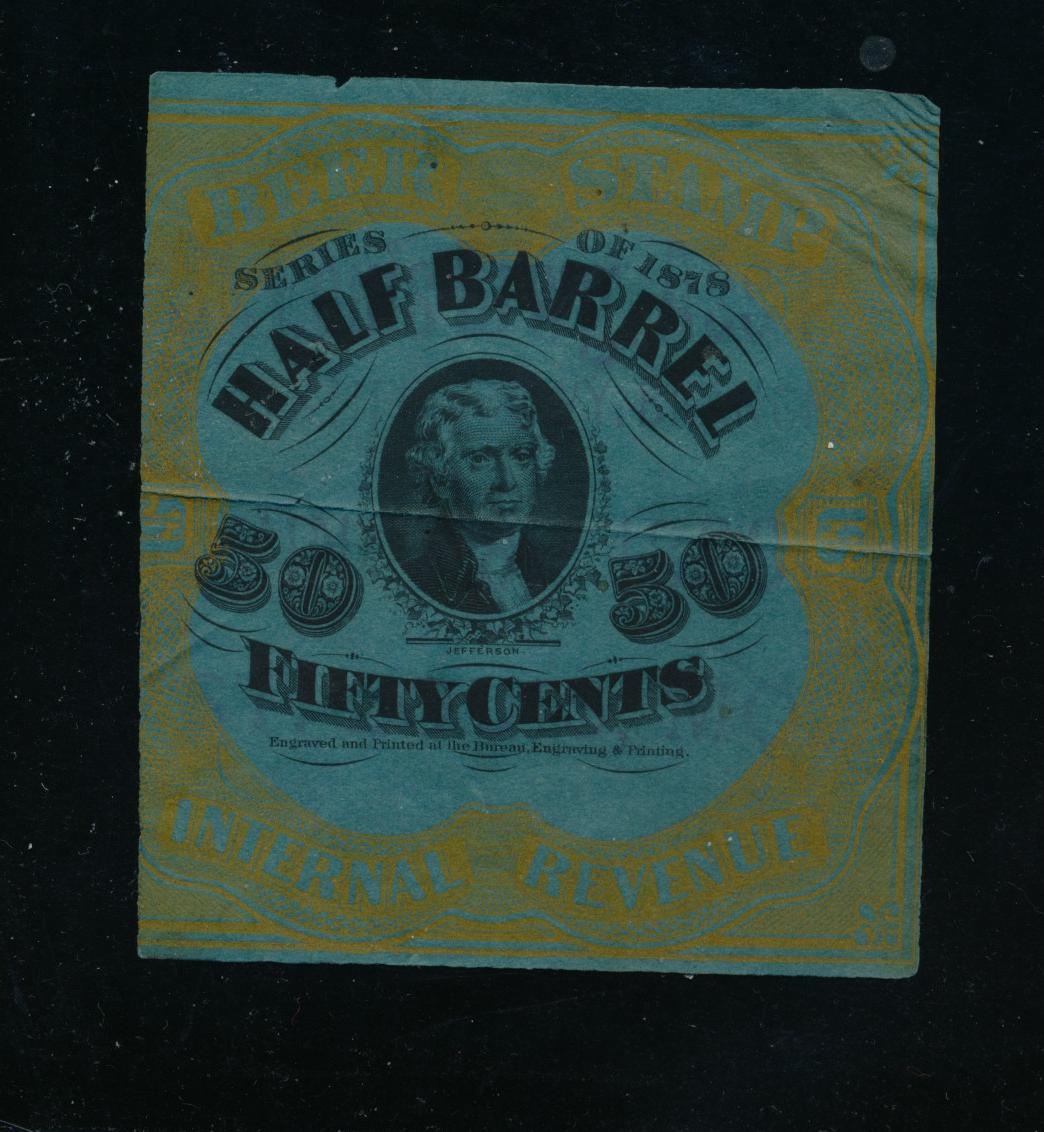 BEER STAMP
SERIES OF 1878
HALF BARREL
U S
50 50
JEFFERSON.
FIFTY CENTS
Engraved and Printed at the Bureau, Engraving & Printing.
INTERNAL REVENUE